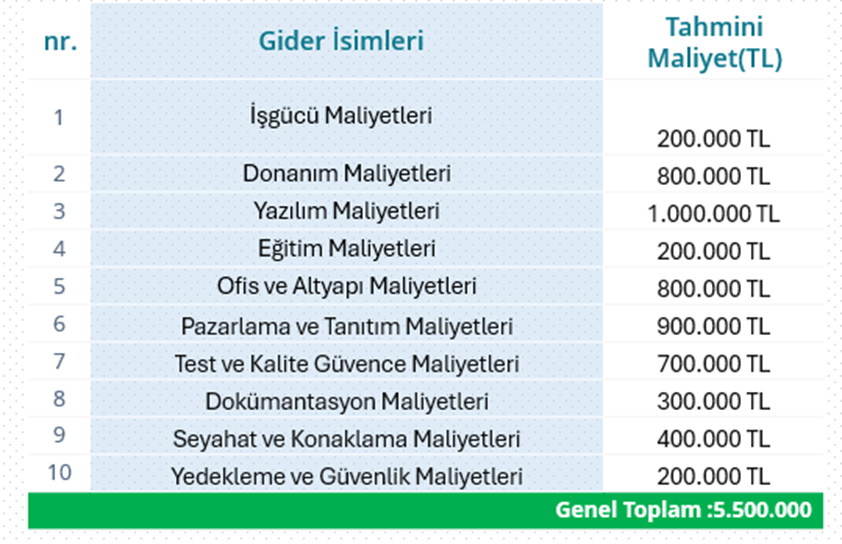 nr. Gider İsimleri Tahmini Maliyet(TL)
1 İşgücü Maliyetleri 200.000 TL
2 Donanım Maliyetleri 800.000 TL
3 Yazılım Maliyetleri 1.000.000 TL
4 Eğitim Maliyetleri 200.000 TL
5 Ofis ve Altyapı Maliyetleri 800.000 TL
6 Pazarlama ve Tanıtım Maliyetleri 900.000 TL
7 Test ve Kalite Güvence Maliyetleri 700.000 TL
8 Dokümantasyon Maliyetleri 300.000 TL
9 Seyahat ve Konaklama Maliyetleri 400.000 TL
10 Yedekleme ve Güvenlik Maliyetleri 200.000 TL
Genel Toplam :5.500.000